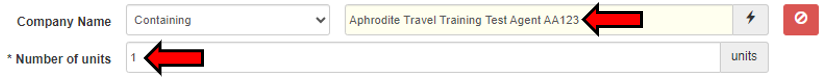 Company Name Containing Aphrodite Travel Training Test Agent AA123
* Number of units 1 units